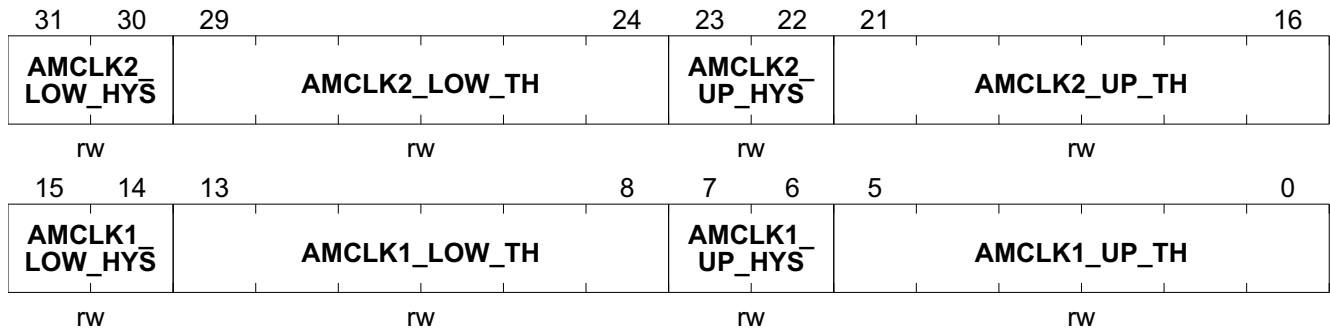 31 30 29 24 23 22 21 16
AMCLK2_ LOW_HYS AMCLK2_LOW_TH AMCLK2_ UP_HYS AMCLK2_UP_TH
rw rw rw rw
15 14 13 8 7 6 5 0
AMCLK1_ LOW_HYS AMCLK1_LOW_TH AMCLK1_ UP_HYS AMCLK1_UP_TH
rw rw rw rw